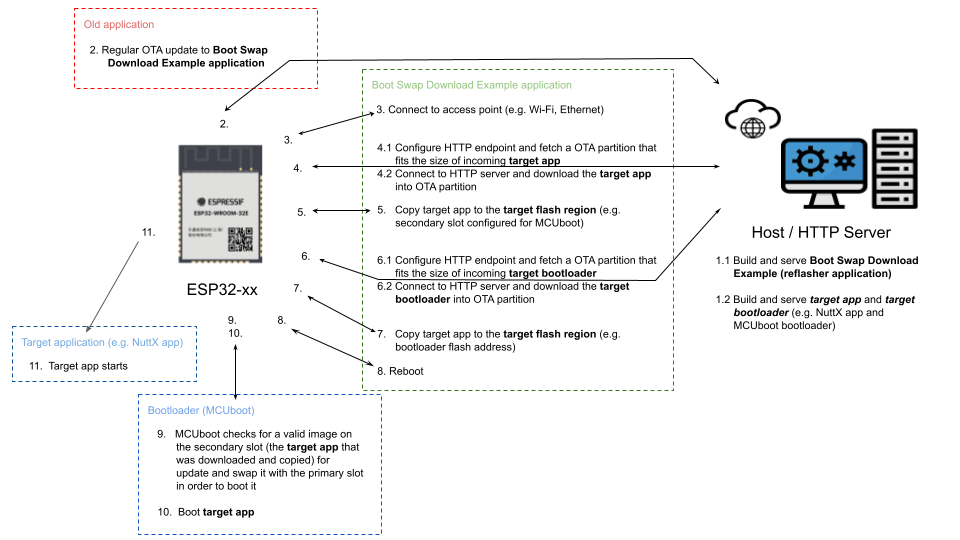 Old application
2. Regular OTA update to Boot Swap
Download Example application
2.
Boot Swap Download Example application
3. Connect to access point (e.g. Wi-Fi, Ethernet)
3.
4.1 Configure HTTP endpoint and fetch a OTA partition that
fits the size of incoming target app
4.2 Connect to HTTP server and download the target app
into OTA partition
4.
5. Copy target app to the target flash region (e.g.
secondary slot configured for MCUboot)
5.
6.1 Configure HTTP endpoint and fetch a OTA partition that
fits the size of incoming target bootloader
6.2 Connect to HTTP server and download the target
bootloader into OTA partition
6.
7. Copy target app to the target flash region (e.g.
bootloader flash address)
7.
8. Reboot
8.
ESPRESSIF
ESP32-WROOM-32E
ESP32-xx
9.
10.
11.
Host / HTTP Server
1.1 Build and serve Boot Swap Download
Example (reflasher application)
1.2 Build and serve target app and target
bootloader (e.g. NuttX app and
MCUboot bootloader)
Target application (e.g. NuttX app)
11. Target app starts
Bootloader (MCUboot)
9. MCUboot checks for a valid image on
the secondary slot (the target app that
was downloaded and copied) for
update and swap it with the primary slot
in order to boot it
10. Boot target app